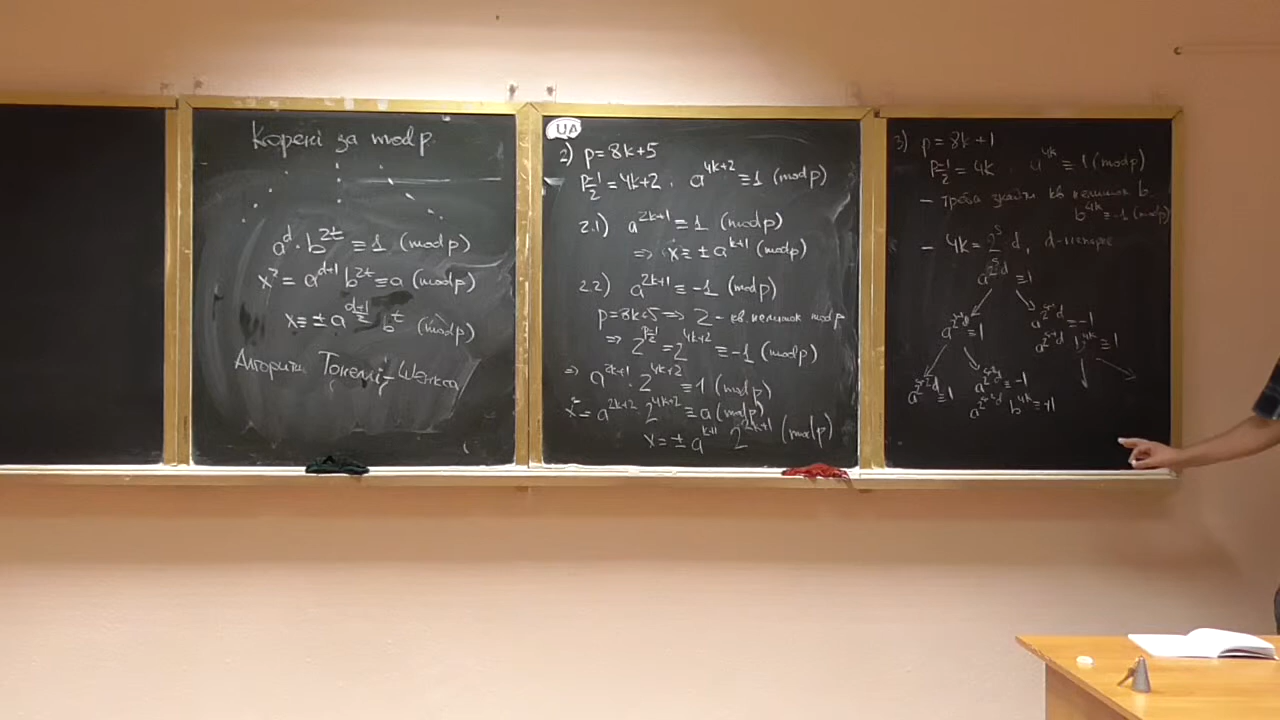 Корені за mod p.
a^d · b^{2t} ≡ 1 (mod p)
x² = a^{d+1} b^{2t} ≡ a (mod p)
x ≡ ± a^{\frac{d+1}{2}} b^t (mod p)
Алгоритм Тонеллі-Шенкса
UA
2) p = 8k+5
\frac{p-1}{2} = 4k+2, a^{4k+2} ≡ 1 (mod p)
2.1) a^{2k+1} ≡ 1 (mod p)
⇒ x ≡ ± a^{k+1} (mod p)
2.2) a^{2k+1} ≡ -1 (mod p)
p = 8k+5 ⇒ 2 - кв. нелишок mod p
⇒ 2^{\frac{p-1}{2}} = 2^{4k+2} ≡ -1 (mod p)
⇒ a^{2k+1} · 2^{4k+2} ≡ 1 (mod p)
x² = a^{2k+2} 2^{4k+2} ≡ a (mod p)
x = ± a^{k+1} 2^{2k+1} (mod p)
3) p = 8k+1
\frac{p-1}{2} = 4k, a^{4k} ≡ 1 (mod p)
- треба знайти кв. нелишок b.
b^{4k} ≡ -1 (mod p)
- 4k = 2^s d, d-непарне
a^{2^s d} ≡ 1
a^{2^{s-1} d} ≡ 1
a^{2^{s-1} d} ≡ -1
a^{2^{s-1} d} b^{4k} ≡ 1
a^{2^{s-2} d} ≡ 1
a^{2^{s-2} d} ≡ -1
a^{2^{s-2} d} b^{4k} ≡ +1